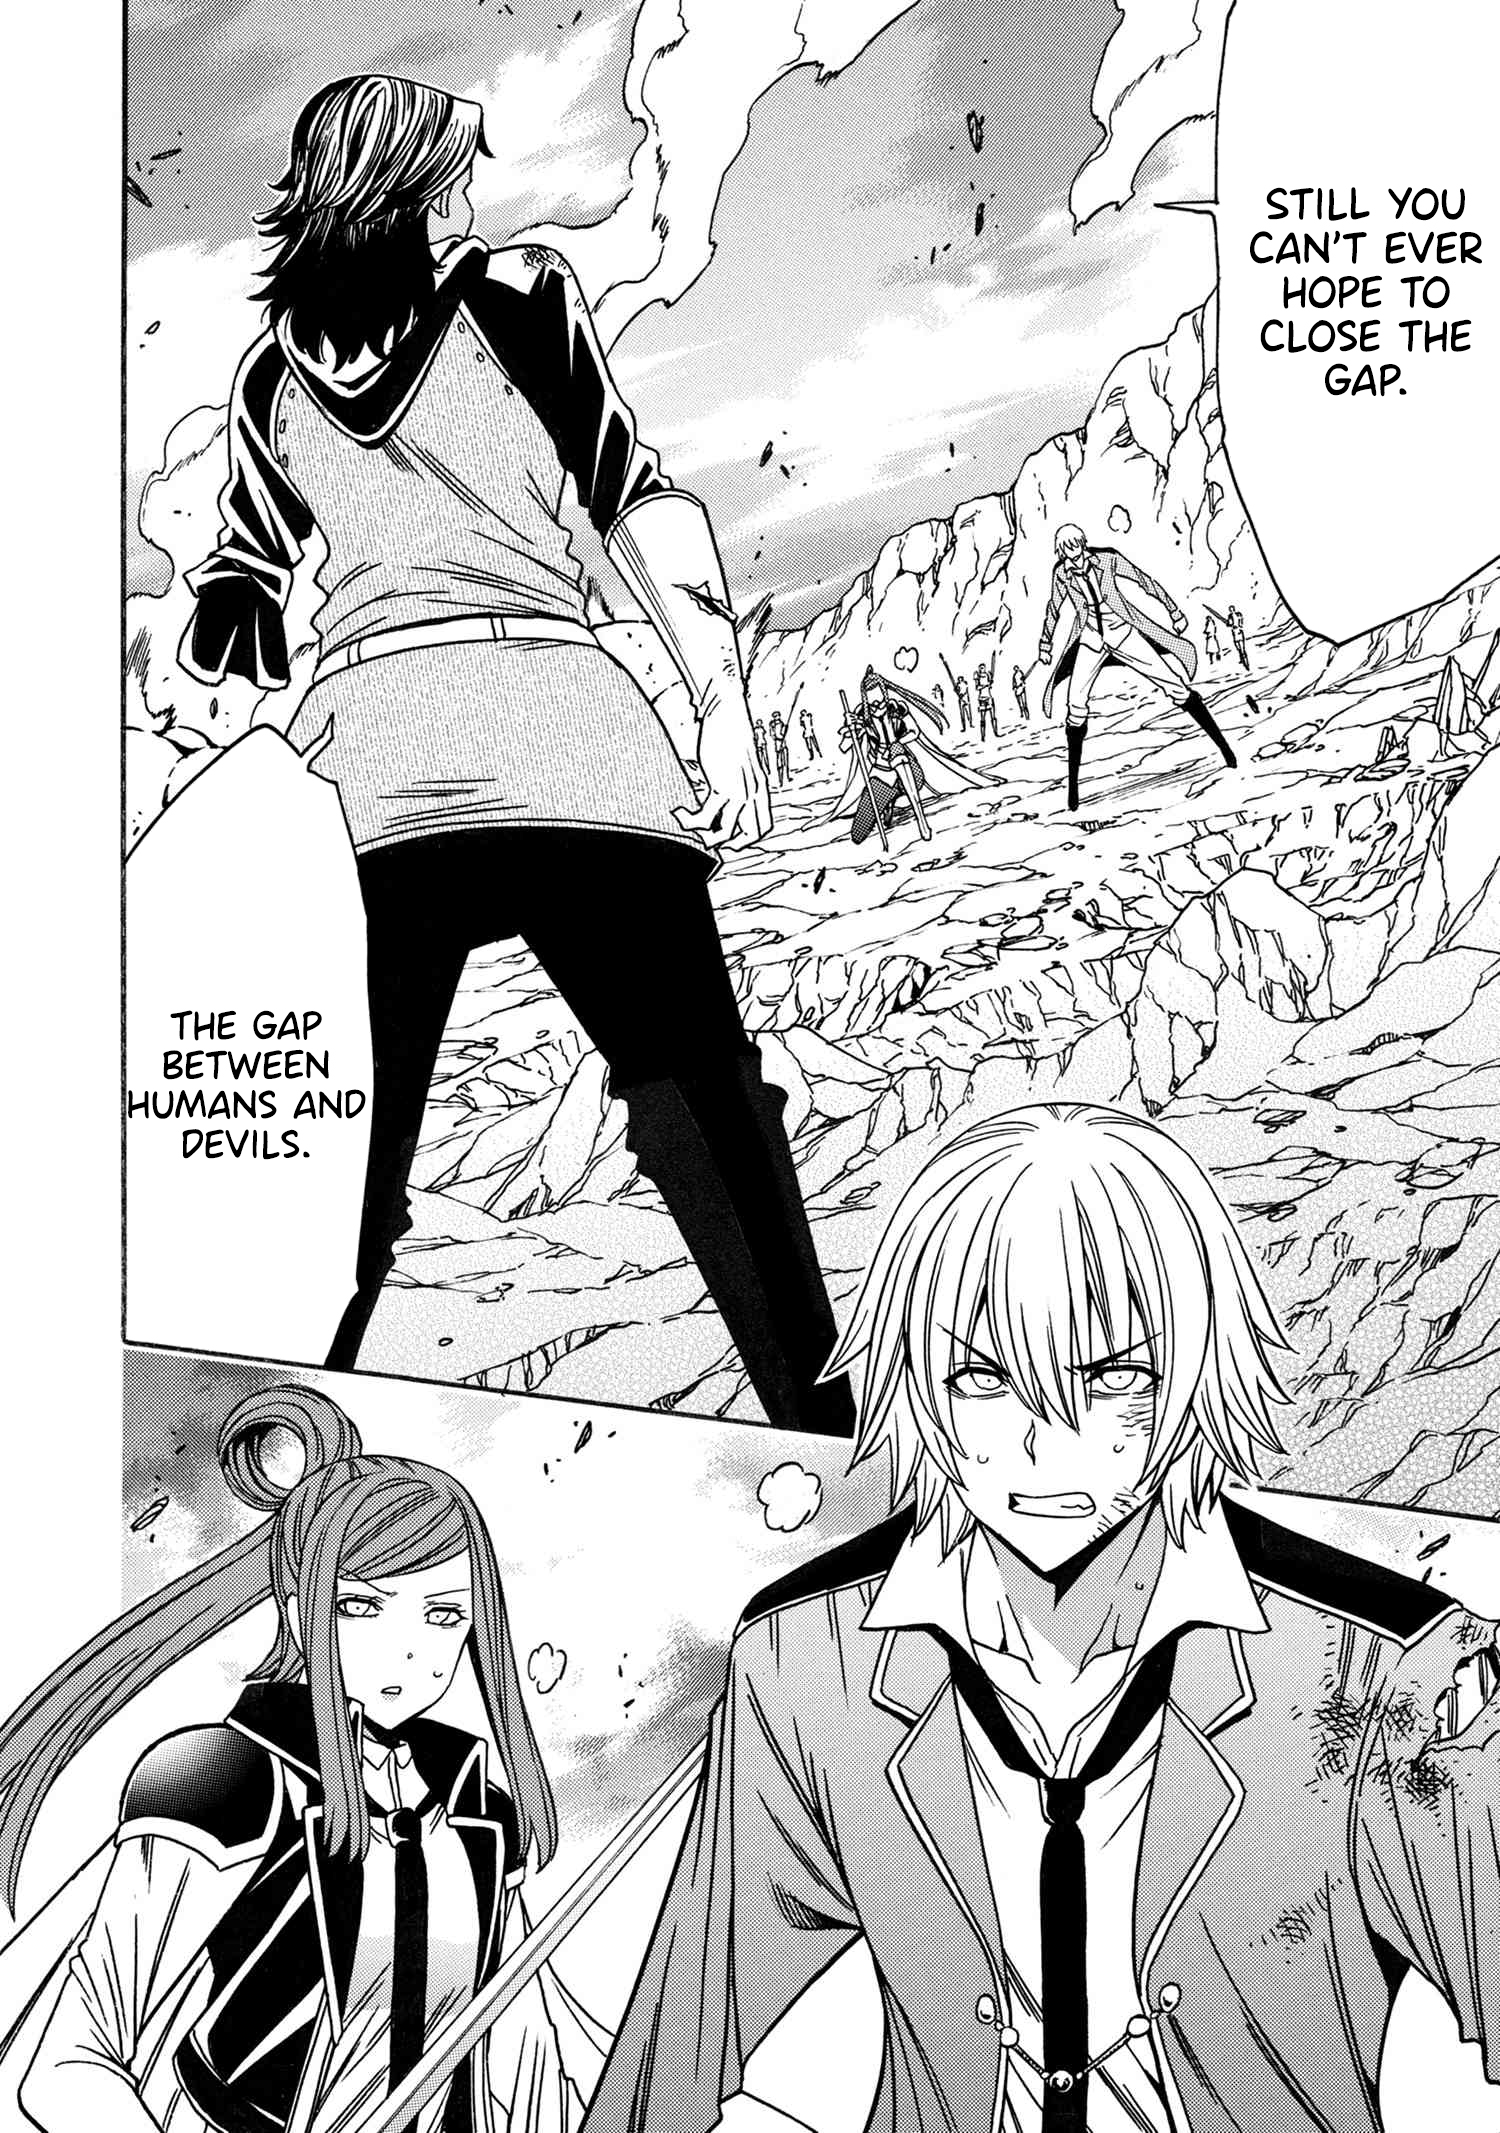 STILL YOU
CAN'T EVER
HOPE TO
CLOSE THE
GAP.
THE GAP
BETWEEN
HUMANS AND
DEVILS.